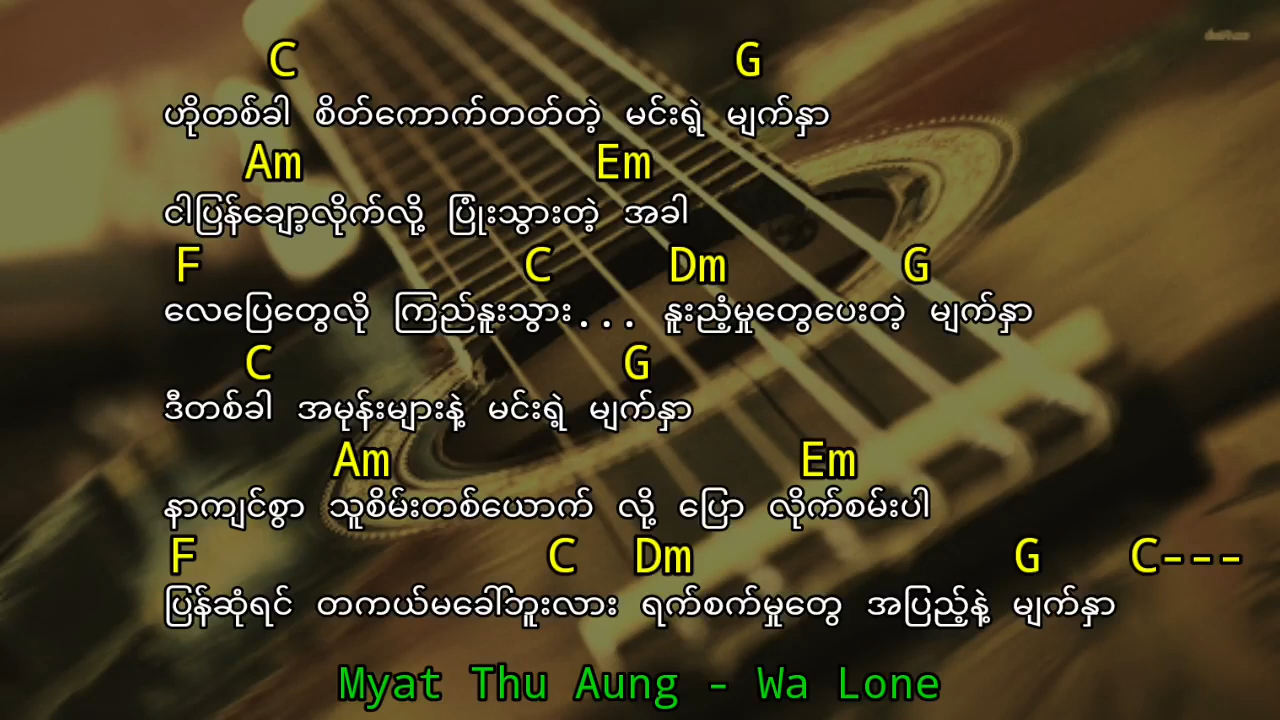 C G
ဟိုတစ်ခါ စိတ်ကောက်တတ်တဲ့ မင်းရဲ့ မျက်နှာ
Am Em
ငါပြန်ချော့လိုက်လို့ ပြုံးသွားတဲ့ အခါ
F C Dm G
လေပြေတွေလို ကြည်နူးသွား... နူးညံ့မှုတွေပေးတဲ့ မျက်နှာ
C G
ဒီတစ်ခါ အမုန်းများနဲ့ မင်းရဲ့ မျက်နှာ
Am Em
နာကျင်စွာ သူစိမ်းတစ်ယောက် လို့ ပြော လိုက်စမ်းပါ
F C Dm G C---
ပြန်ဆုံရင် တကယ်မခေါ်ဘူးလား ရက်စက်မှုတွေ အပြည့်နဲ့ မျက်နှာ
Myat Thu Aung - Wa Lone